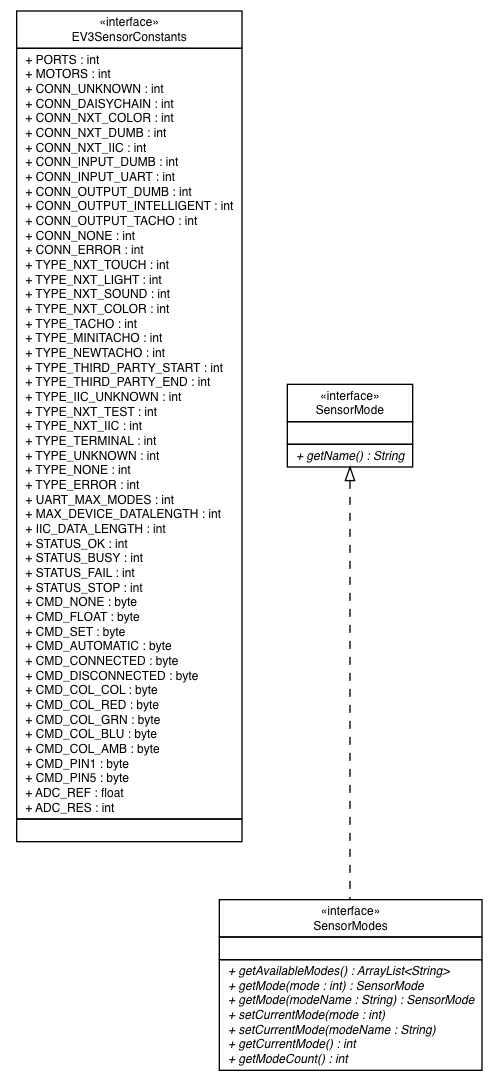 «interface»
EV3SensorConstants
+ PORTS : int
+ MOTORS : int
+ CONN_UNKNOWN : int
+ CONN_DAISYCHAIN : int
+ CONN_NXT_COLOR : int
+ CONN_NXT_DUMB : int
+ CONN_NXT_IIC : int
+ CONN_INPUT_DUMB : int
+ CONN_INPUT_UART : int
+ CONN_OUTPUT_DUMB : int
+ CONN_OUTPUT_INTELLIGENT : int
+ CONN_OUTPUT_TACHO : int
+ CONN_NONE : int
+ CONN_ERROR : int
+ TYPE_NXT_TOUCH : int
+ TYPE_NXT_LIGHT : int
+ TYPE_NXT_SOUND : int
+ TYPE_NXT_COLOR : int
+ TYPE_TACHO : int
+ TYPE_MINITACHO : int
+ TYPE_NEWTACHO : int
+ TYPE_THIRD_PARTY_START : int
+ TYPE_THIRD_PARTY_END : int
+ TYPE_IIC_UNKNOWN : int
+ TYPE_NXT_TEST : int
+ TYPE_NXT_IIC : int
+ TYPE_TERMINAL : int
+ TYPE_UNKNOWN : int
+ TYPE_NONE : int
+ TYPE_ERROR : int
+ UART_MAX_MODES : int
+ MAX_DEVICE_DATALENGTH : int
+ IIC_DATA_LENGTH : int
+ STATUS_OK : int
+ STATUS_BUSY : int
+ STATUS_FAIL : int
+ STATUS_STOP : int
+ CMD_NONE : byte
+ CMD_FLOAT : byte
+ CMD_SET : byte
+ CMD_AUTOMATIC : byte
+ CMD_CONNECTED : byte
+ CMD_DISCONNECTED : byte
+ CMD_COL_COL : byte
+ CMD_COL_RED : byte
+ CMD_COL_GRN : byte
+ CMD_COL_BLU : byte
+ CMD_COL_AMB : byte
+ CMD_PIN1 : byte
+ CMD_PIN5 : byte
+ ADC_REF : float
+ ADC_RES : int
«interface»
SensorMode
+ getName() : String
«interface»
SensorModes
+ getAvailableModes() : ArrayList<String>
+ getMode(mode : int) : SensorMode
+ getMode(modeName : String) : SensorMode
+ setCurrentMode(mode : int)
+ setCurrentMode(modeName : String)
+ getCurrentMode() : int
+ getModeCount() : int